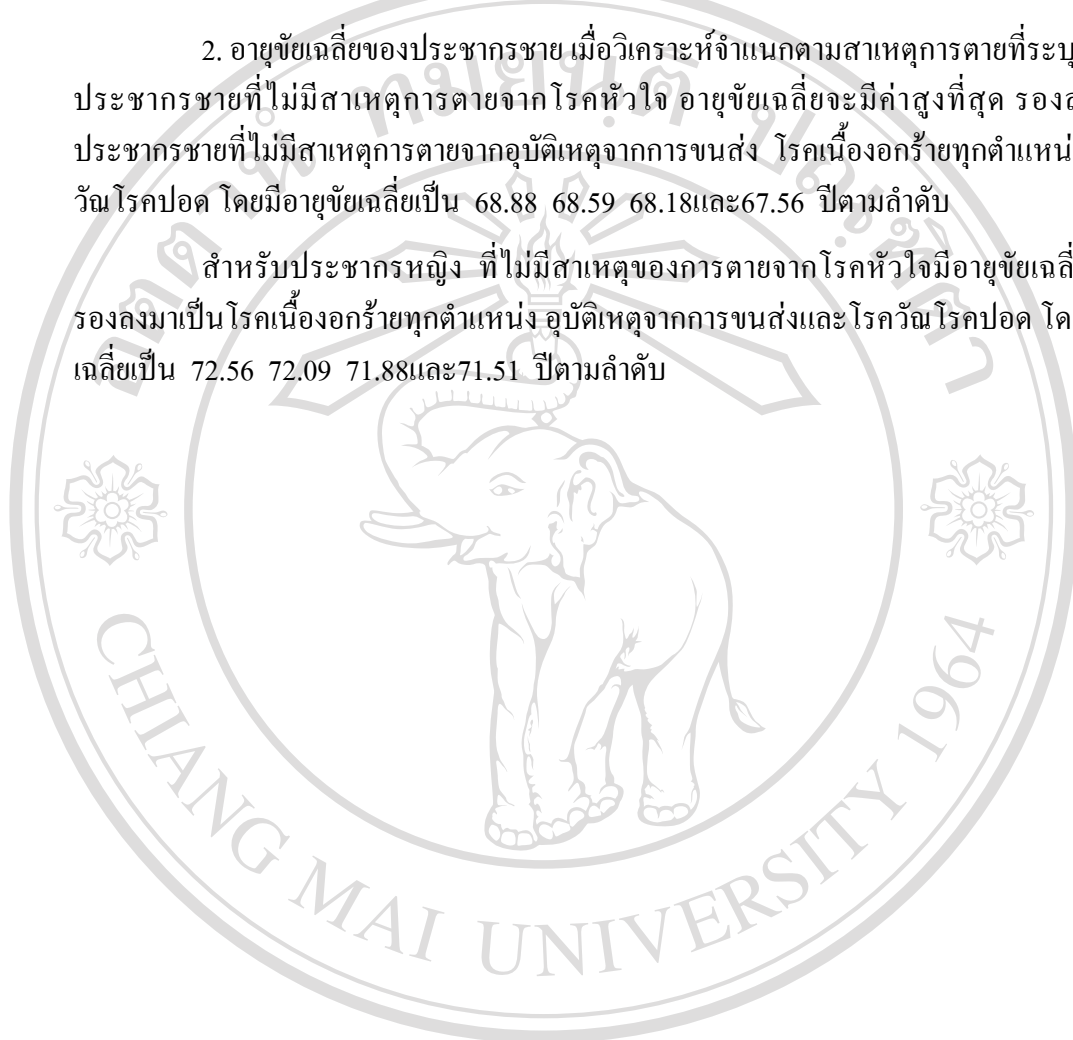 2. อายุขัยเฉลี่ยของประชากรชาย เมื่อวิเคราะห์จำแนกตามสาเหตุการตายที่ระบุ
ประชากรชายที่ไม่มีสาเหตุการตายจากโรคหัวใจ อายุขัยเฉลี่ยจะมีค่าสูงที่สุด รองล
ประชากรชายที่ไม่มีสาเหตุการตายจากอุบัติเหตุจากการขนส่ง โรคเนื้องอกร้ายทุกตำแหน่
วัณโรคปอด โดยมีอายุขัยเฉลี่ยเป็น 68.88 68.59 68.18และ67.56 ปีตามลำดับ
สำหรับประชากรหญิง ที่ไม่มีสาเหตุของการตายจากโรคหัวใจมีอายุขัยเฉลี่
รองลงมาเป็นโรคเนื้องอกร้ายทุกตำแหน่ง อุบัติเหตุจากการขนส่งและโรควัณโรคปอด โด
เฉลี่ยเป็น 72.56 72.09 71.88และ71.51 ปีตามลำดับ
CHIANG MAI UNIVERSITY 1964